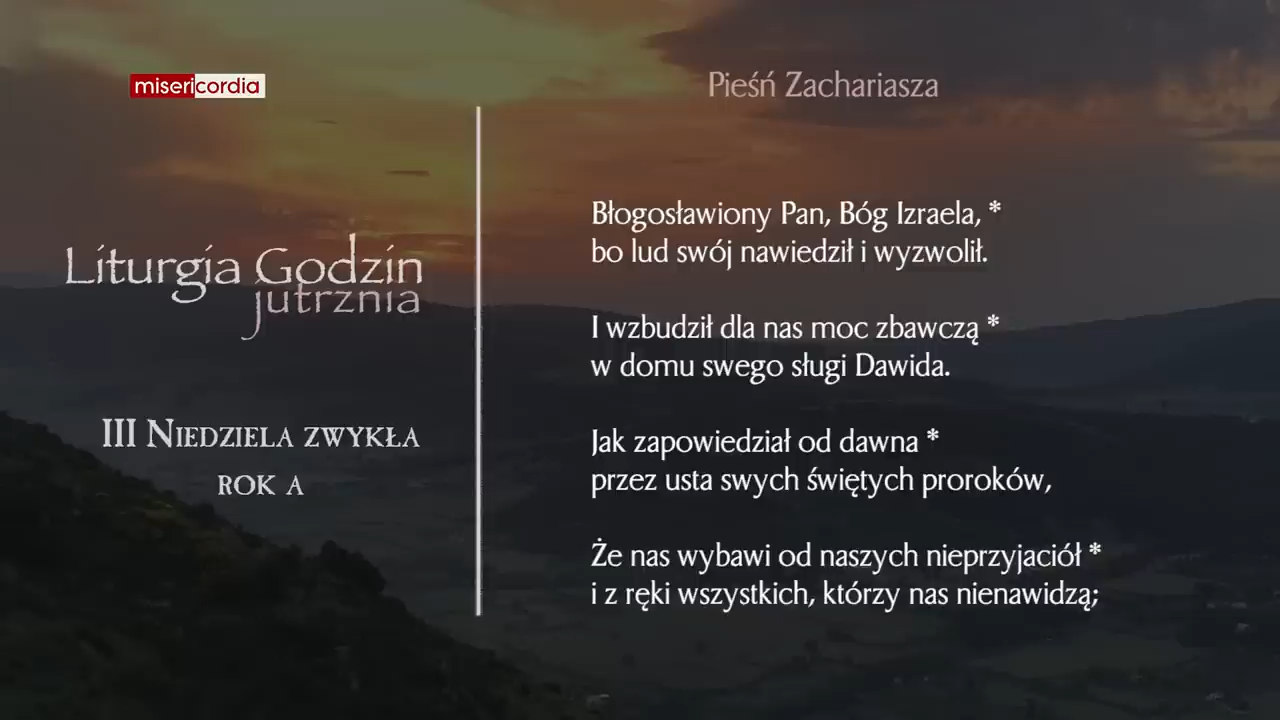 misericordia
Liturgia Godzin
jutrznia
III Niedziela zwykła
rok A
Pieśń Zachariasza
Błogosławiony Pan, Bóg Izraela, *
bo lud swój nawiedził i wyzwolił.
I wzbudził dla nas moc zbawczą *
w domu swego sługi Dawida.
Jak zapowiedział od dawna *
przez usta swych świętych proroków,
Że nas wybawi od naszych nieprzyjaciół *
i z ręki wszystkich, którzy nas nienawidzą;